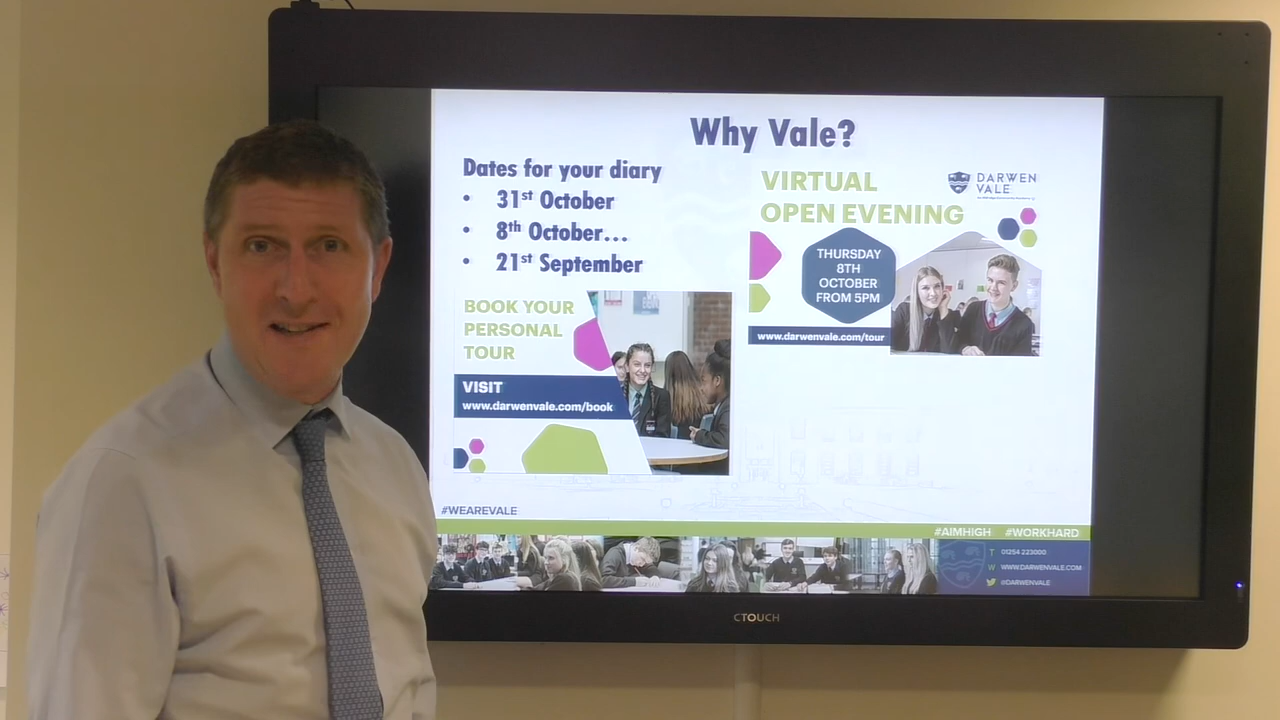 Why Vale?
Dates for your diary
• 31st October
• 8th October...
• 21st September
BOOK YOUR
PERSONAL
TOUR
VISIT
www.darwenvale.com/book
VIRTUAL
OPEN EVENING
DARWEN
VALE
THURSDAY
8TH
OCTOBER
FROM 5PM
www.darwenvale.com/tour
#WEAREVALE
#AIMHIGH #WORKHARD
T 01254 223000
W WWW.DARWENVALE.COM
@DARWENVALE
CTOUCH